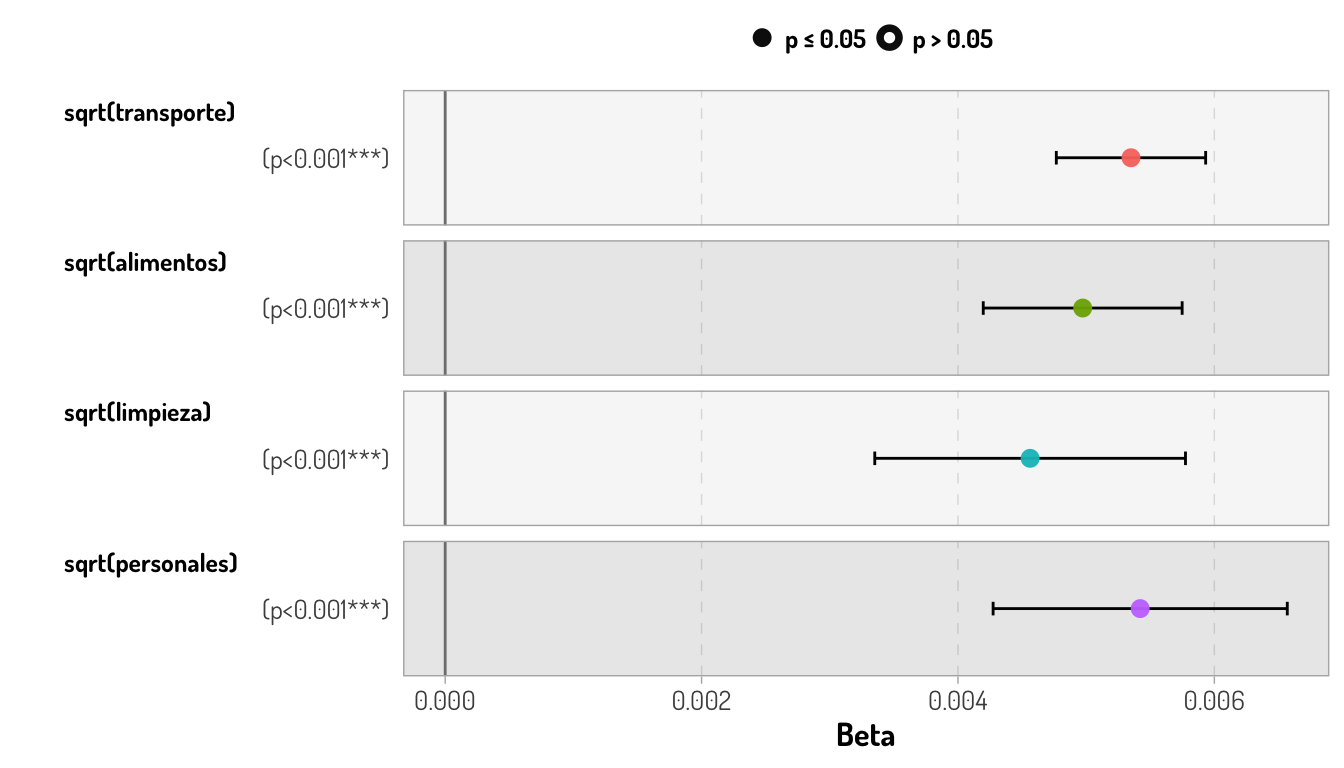 p ≤ 0.05 p > 0.05
sqrt(transporte)
(p<0.001***)
sqrt(alimentos)
(p<0.001***)
sqrt(limpieza)
(p<0.001***)
sqrt(personales)
(p<0.001***)
0.000 0.002 0.004 0.006
Beta